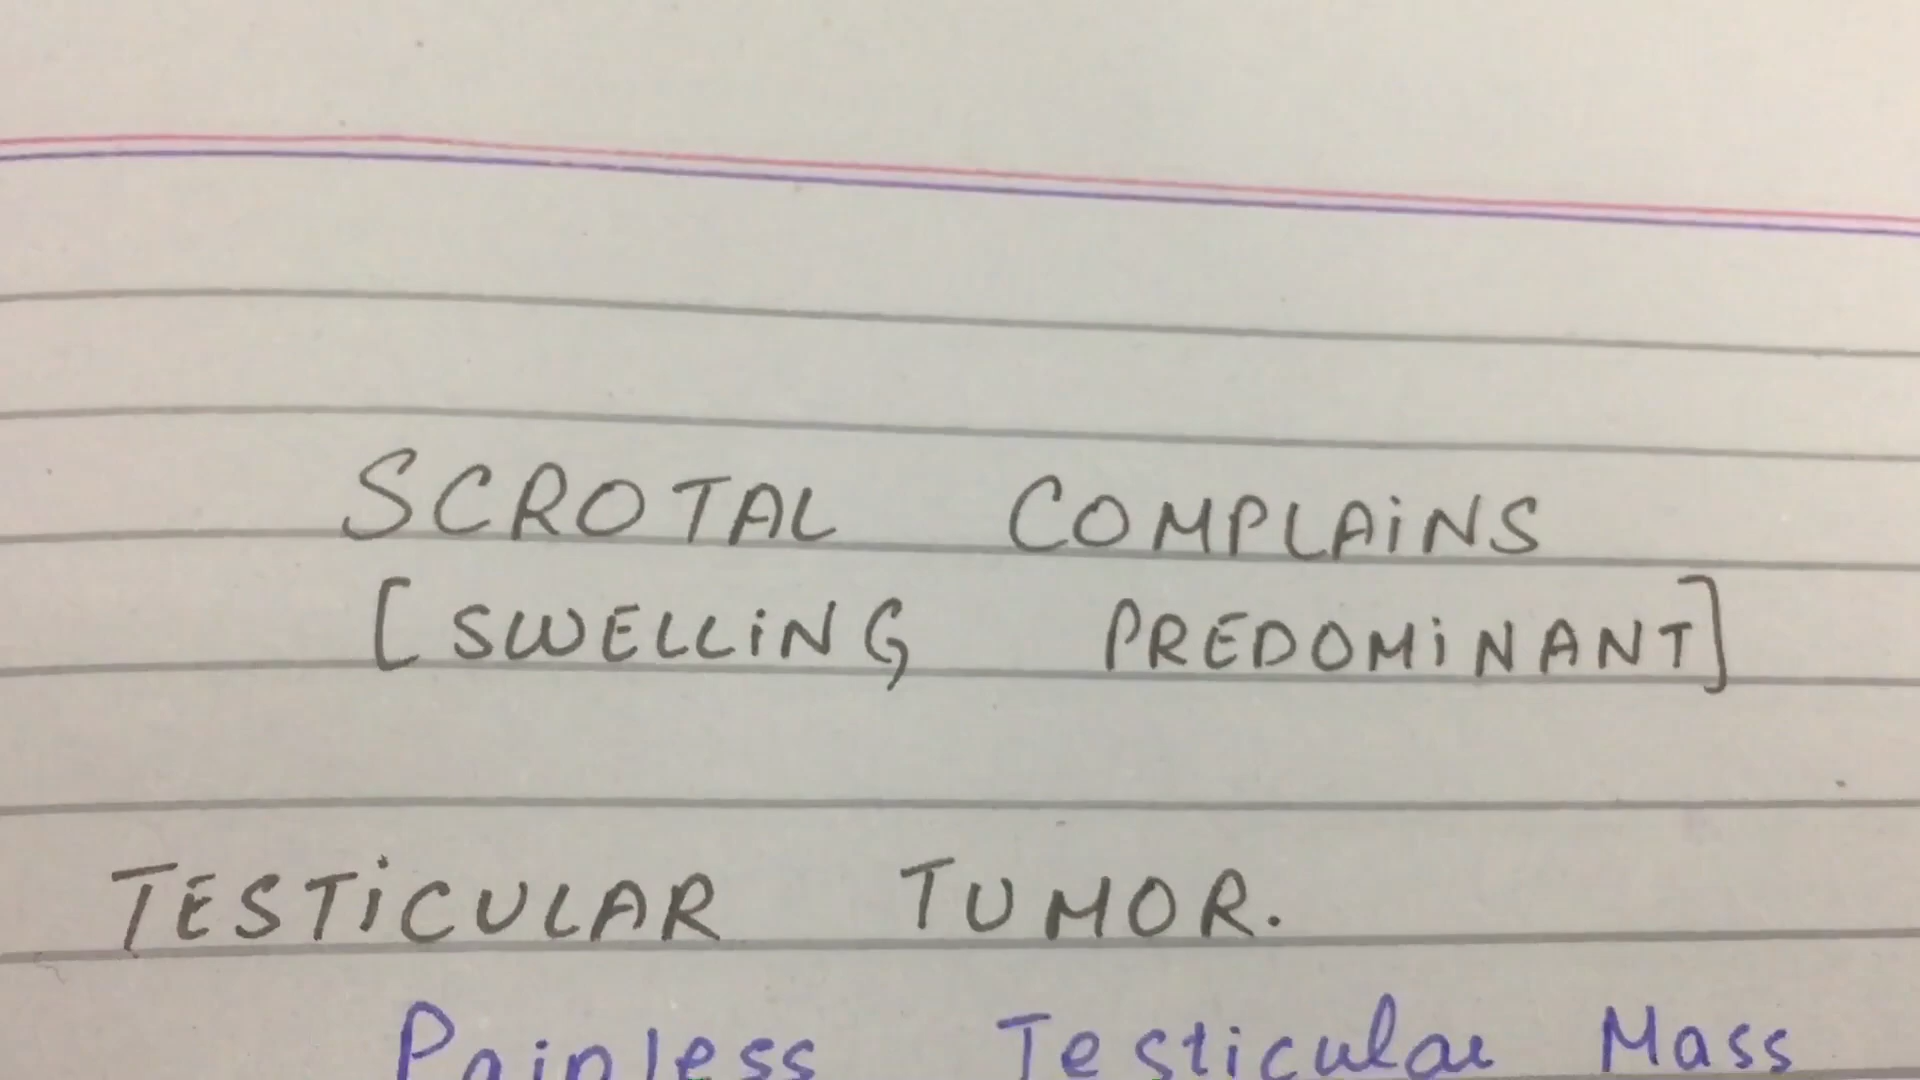 SCROTAL COMPLAINS
[SWELLING PREDOMINANT]
TESTICULAR TUMOR.
Painless Testicular Mass